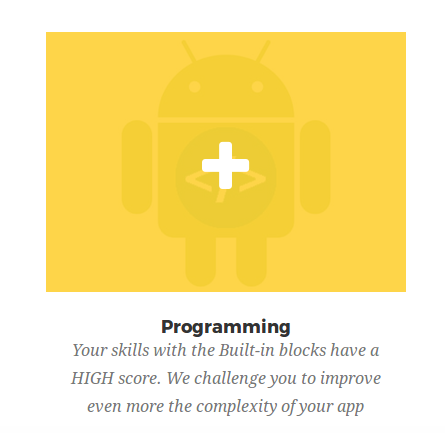 </>
Programming
Your skills with the Built-in blocks have a
HIGH score. We challenge you to improve
even more the complexity of your app